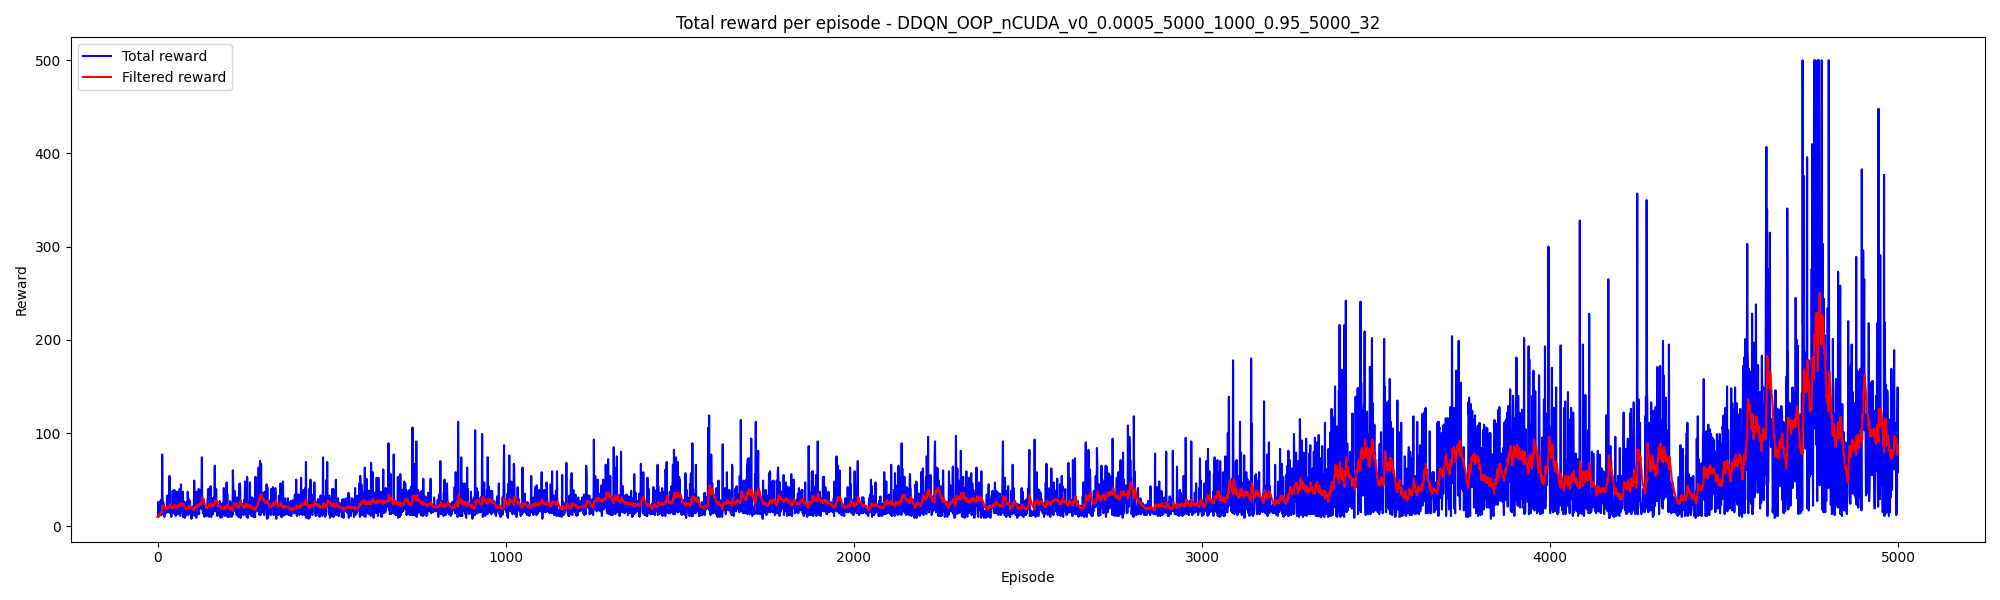 Total reward per episode - DDQN_OOP_nCUDA_v0_0.0005_5000_1000_0.95_5000_32
Total reward
Filtered reward
500
400
300
200
100
0
Reward
0 1000 2000 3000 4000 5000
Episode